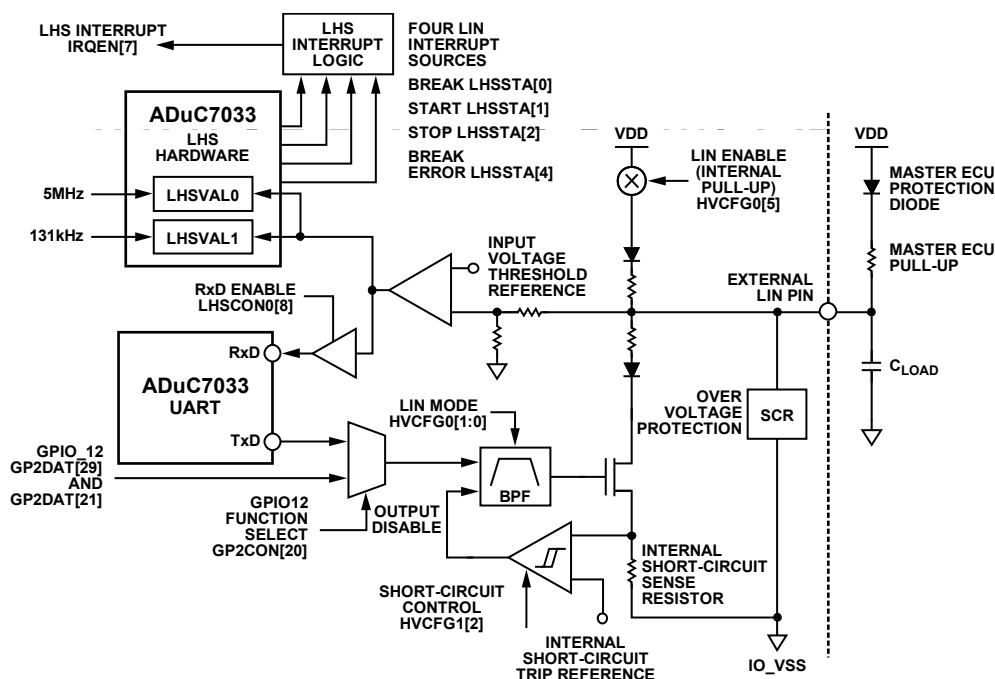 LHS INTERRUPT
IRQEN[7]
LHS
INTERRUPT
LOGIC
FOUR LIN
INTERRUPT
SOURCES
BREAK LHSSTA[0]
START LHSSTA[1]
STOP LHSSTA[2]
BREAK
ERROR LHSSTA[4]
ADuC7033
LHS
HARDWARE
5MHz
LHSVAL0
131kHz
LHSVAL1
VDD
LIN ENABLE
(INTERNAL
PULL-UP)
HVCFG0[5]
VDD
MASTER ECU
PROTECTION
DIODE
MASTER ECU
PULL-UP
INPUT
VOLTAGE
THRESHOLD
REFERENCE
EXTERNAL
LIN PIN
RxD ENABLE
LHSCON0[8]
RxD
ADuC7033
UART
TxD
CLOAD
OVER
VOLTAGE
PROTECTION
SCR
LIN MODE
HVCFG0[1:0]
GPIO_12
GP2DAT[29]
AND
GP2DAT[21]
BPF
GPIO12
FUNCTION
SELECT
GP2CON[20]
OUTPUT
DISABLE
INTERNAL
SHORT-CIRCUIT
SENSE
RESISTOR
SHORT-CIRCUIT
CONTROL
HVCFG1[2]
INTERNAL
SHORT-CIRCUIT
TRIP REFERENCE
IO_VSS